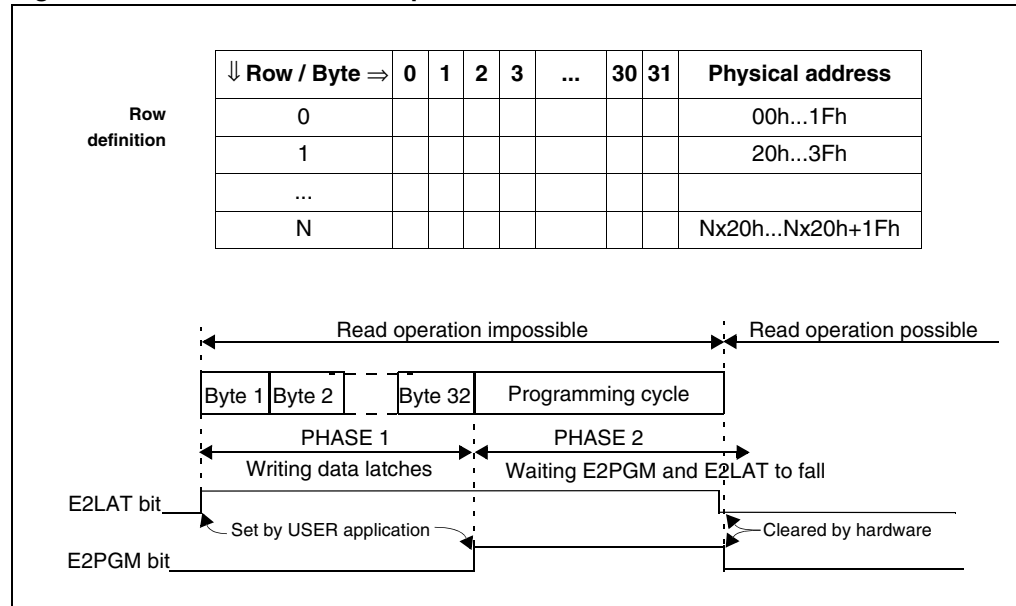 ⇓ Row / Byte ⇒ 0 1 2 3 ... 30 31 Physical address
Row definition
0 00h...1Fh
1 20h...3Fh
...
N Nx20h...Nx20h+1Fh
Read operation impossible Read operation possible
Byte 1 Byte 2 Byte 32 Programming cycle
PHASE 1 PHASE 2
Writing data latches Waiting E2PGM and E2LAT to fall
E2LAT bit
Set by USER application Cleared by hardware
E2PGM bit